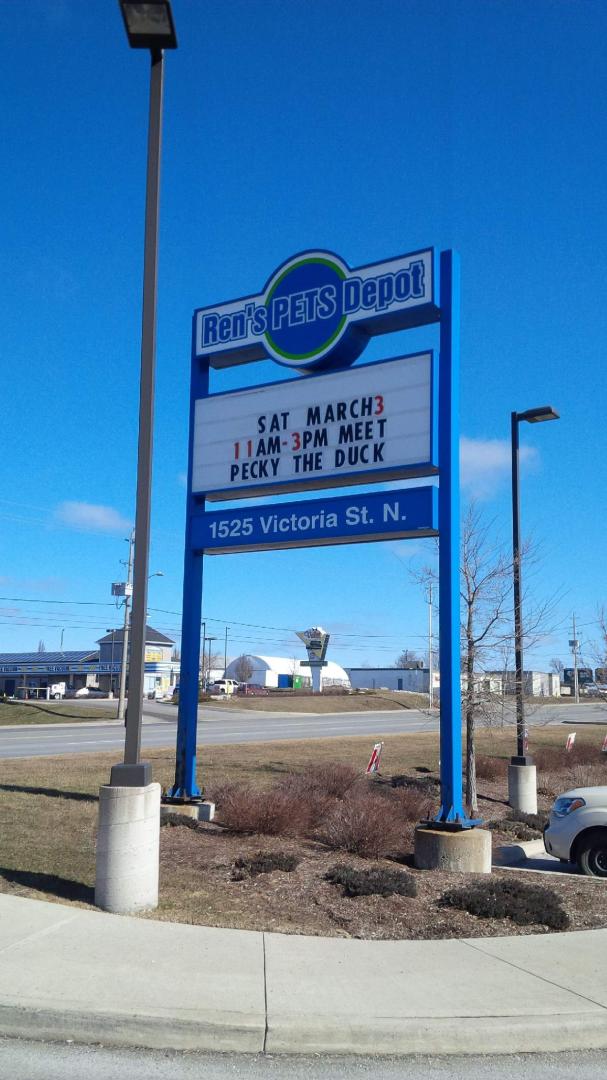 Ren's PETS Depot
SAT MARCH3
11AM-3PM MEET
PECKY THE DUCK
1525 Victoria St. N.